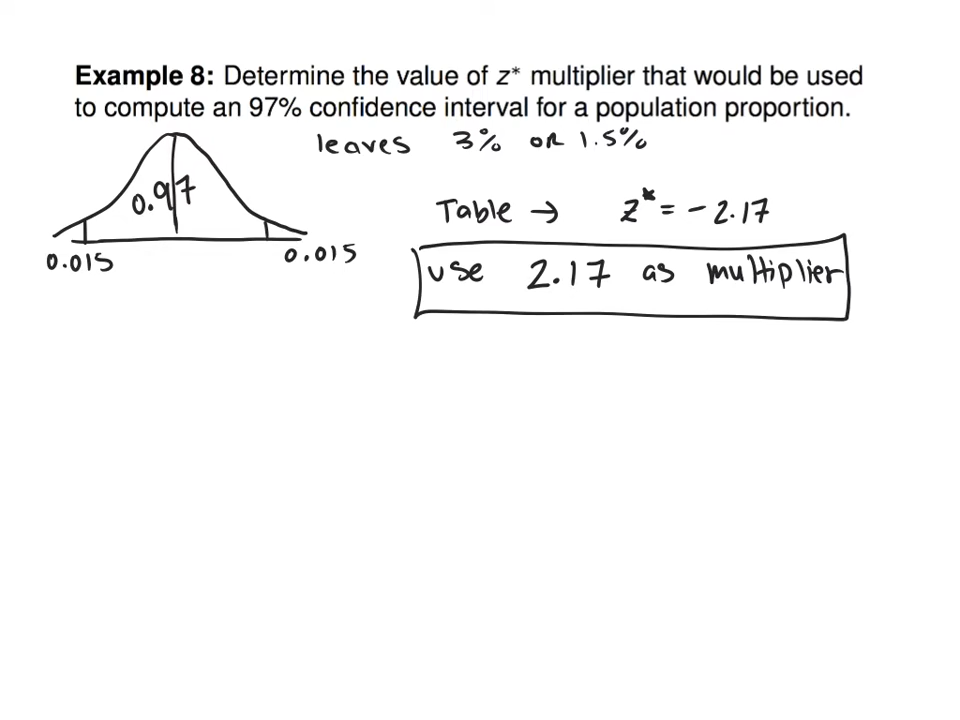 Example 8: Determine the value of z* multiplier that would be used
to compute an 97% confidence interval for a population proportion.
leaves 3% OR 1.5%
0.97
Table → z* = -2.17
0.015 0.015
use 2.17 as multiplier